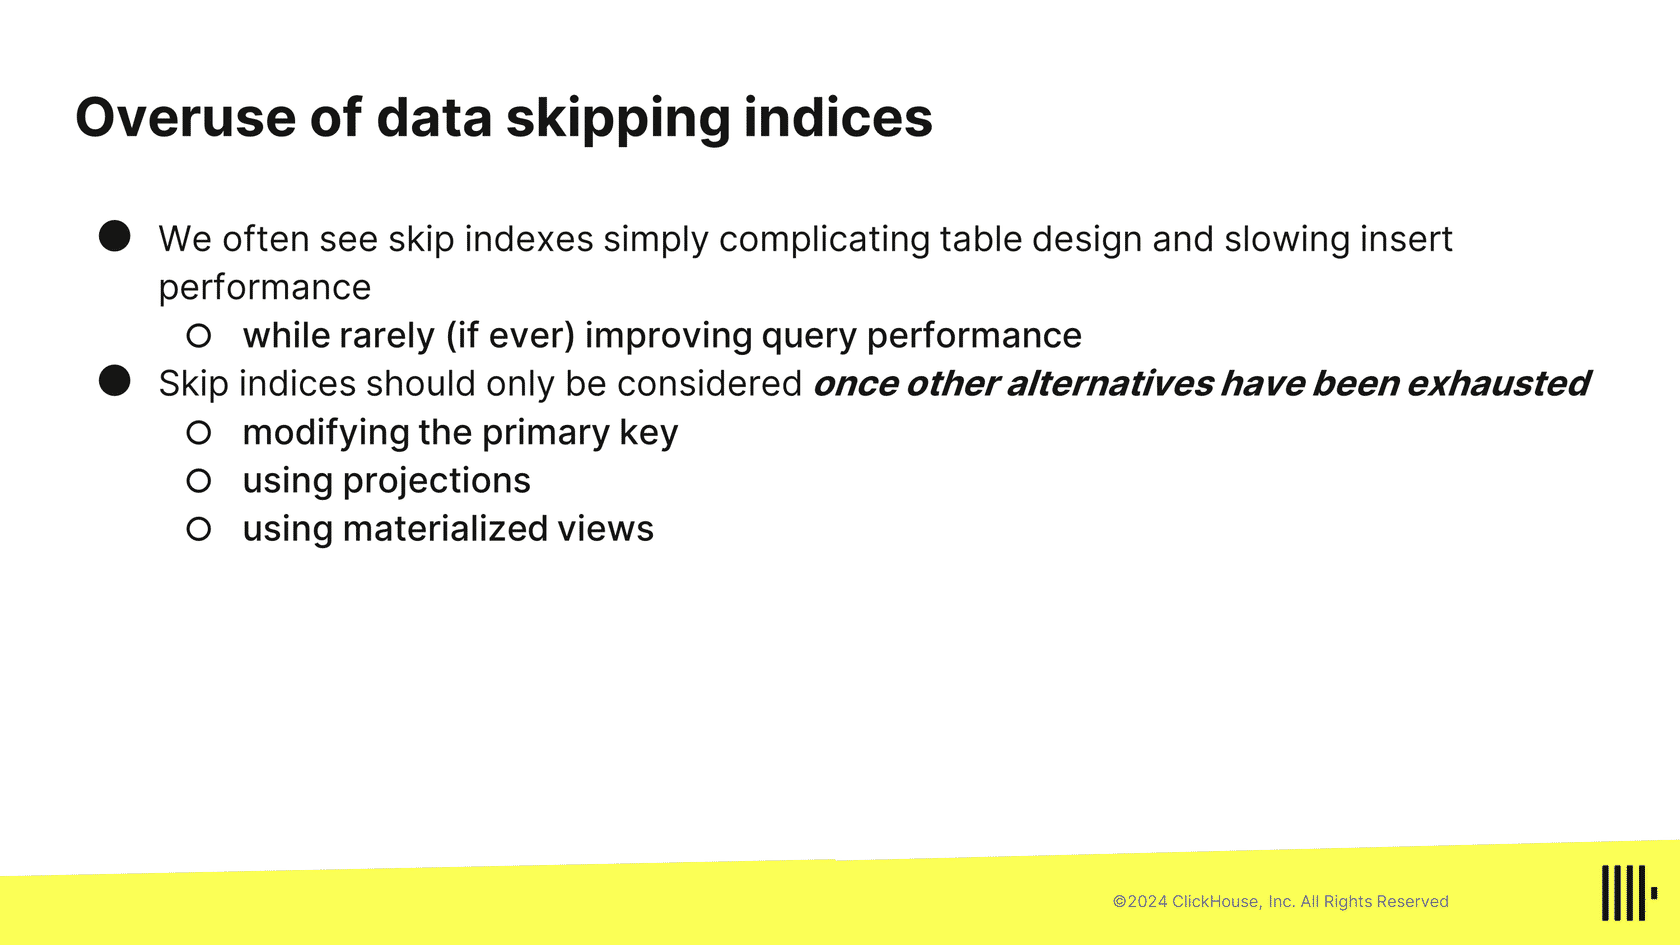 Overuse of data skipping indices
● We often see skip indexes simply complicating table design and slowing insert
performance
○ while rarely (if ever) improving query performance
● Skip indices should only be considered once other alternatives have been exhausted
○ modifying the primary key
○ using projections
○ using materialized views
©2024 ClickHouse, Inc. All Rights Reserved